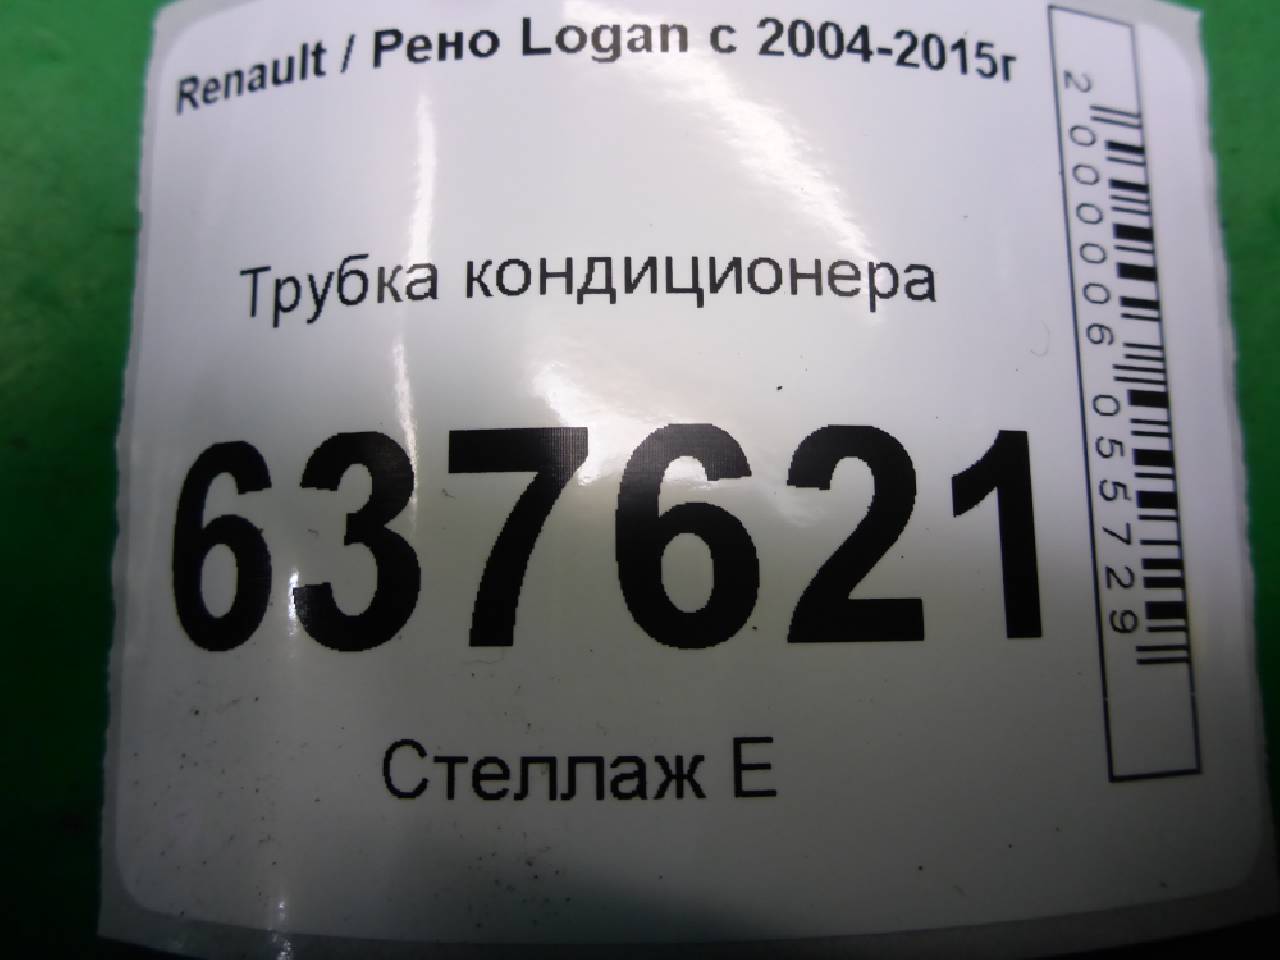 Renault / Рено Logan с 2004-2015г
Трубка кондиционера
637621
Стеллаж Е
2000006055729